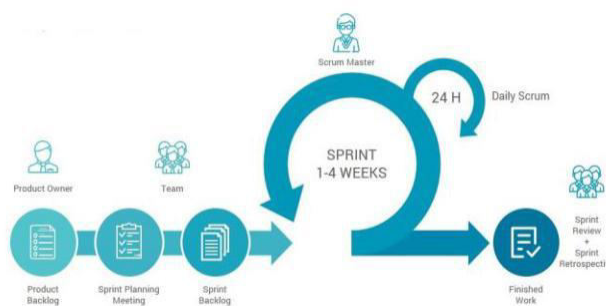 Scrum Master
24 H
Daily Scrum
SPRINT
1-4 WEEKS
Product Owner
Team
Product
Backlog
Sprint Planning
Meeting
Sprint
Backlog
Finished
Work
Sprint
Review
+
Sprint
Retrospecti